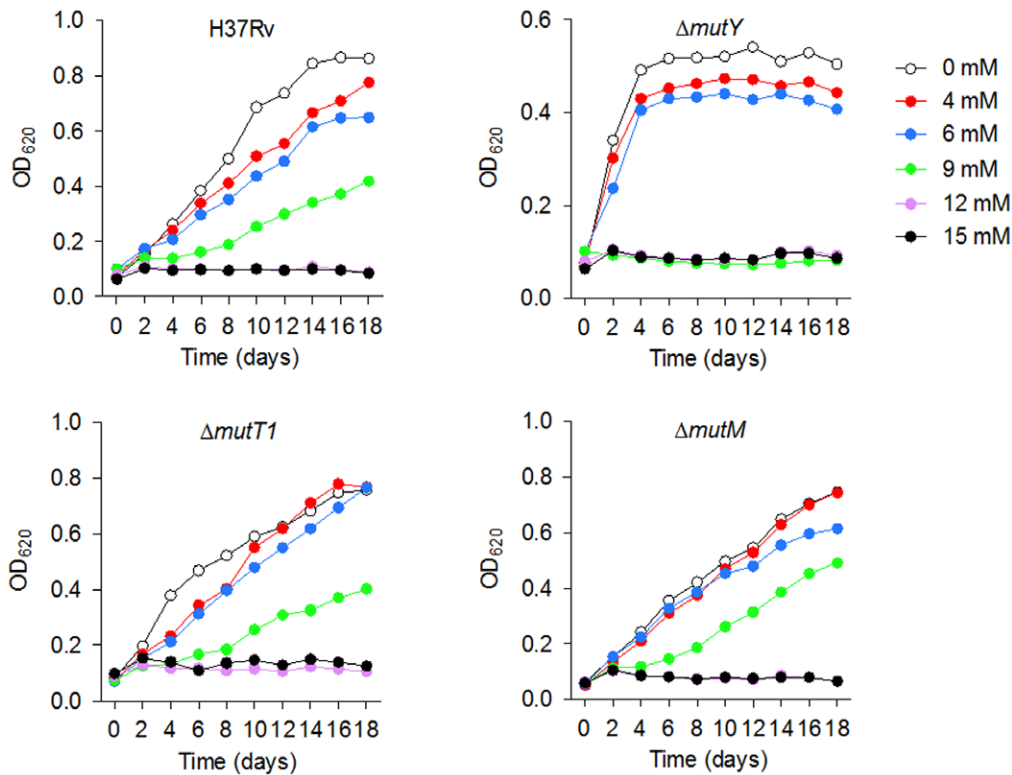 H37Rv
1.0
0.8
0.6
0.4
0.2
0.0
OD620
0 2 4 6 8 10 12 14 16 18
Time (days)
ΔmutY
0.6
0.4
0.2
0.0
OD620
0 2 4 6 8 10 12 14 16 18
Time (days)
0 mM
4 mM
6 mM
9 mM
12 mM
15 mM
ΔmutT1
1.0
0.8
0.6
0.4
0.2
0.0
OD620
0 2 4 6 8 10 12 14 16 18
Time (days)
ΔmutM
1.0
0.8
0.6
0.4
0.2
0.0
OD620
0 2 4 6 8 10 12 14 16 18
Time (days)